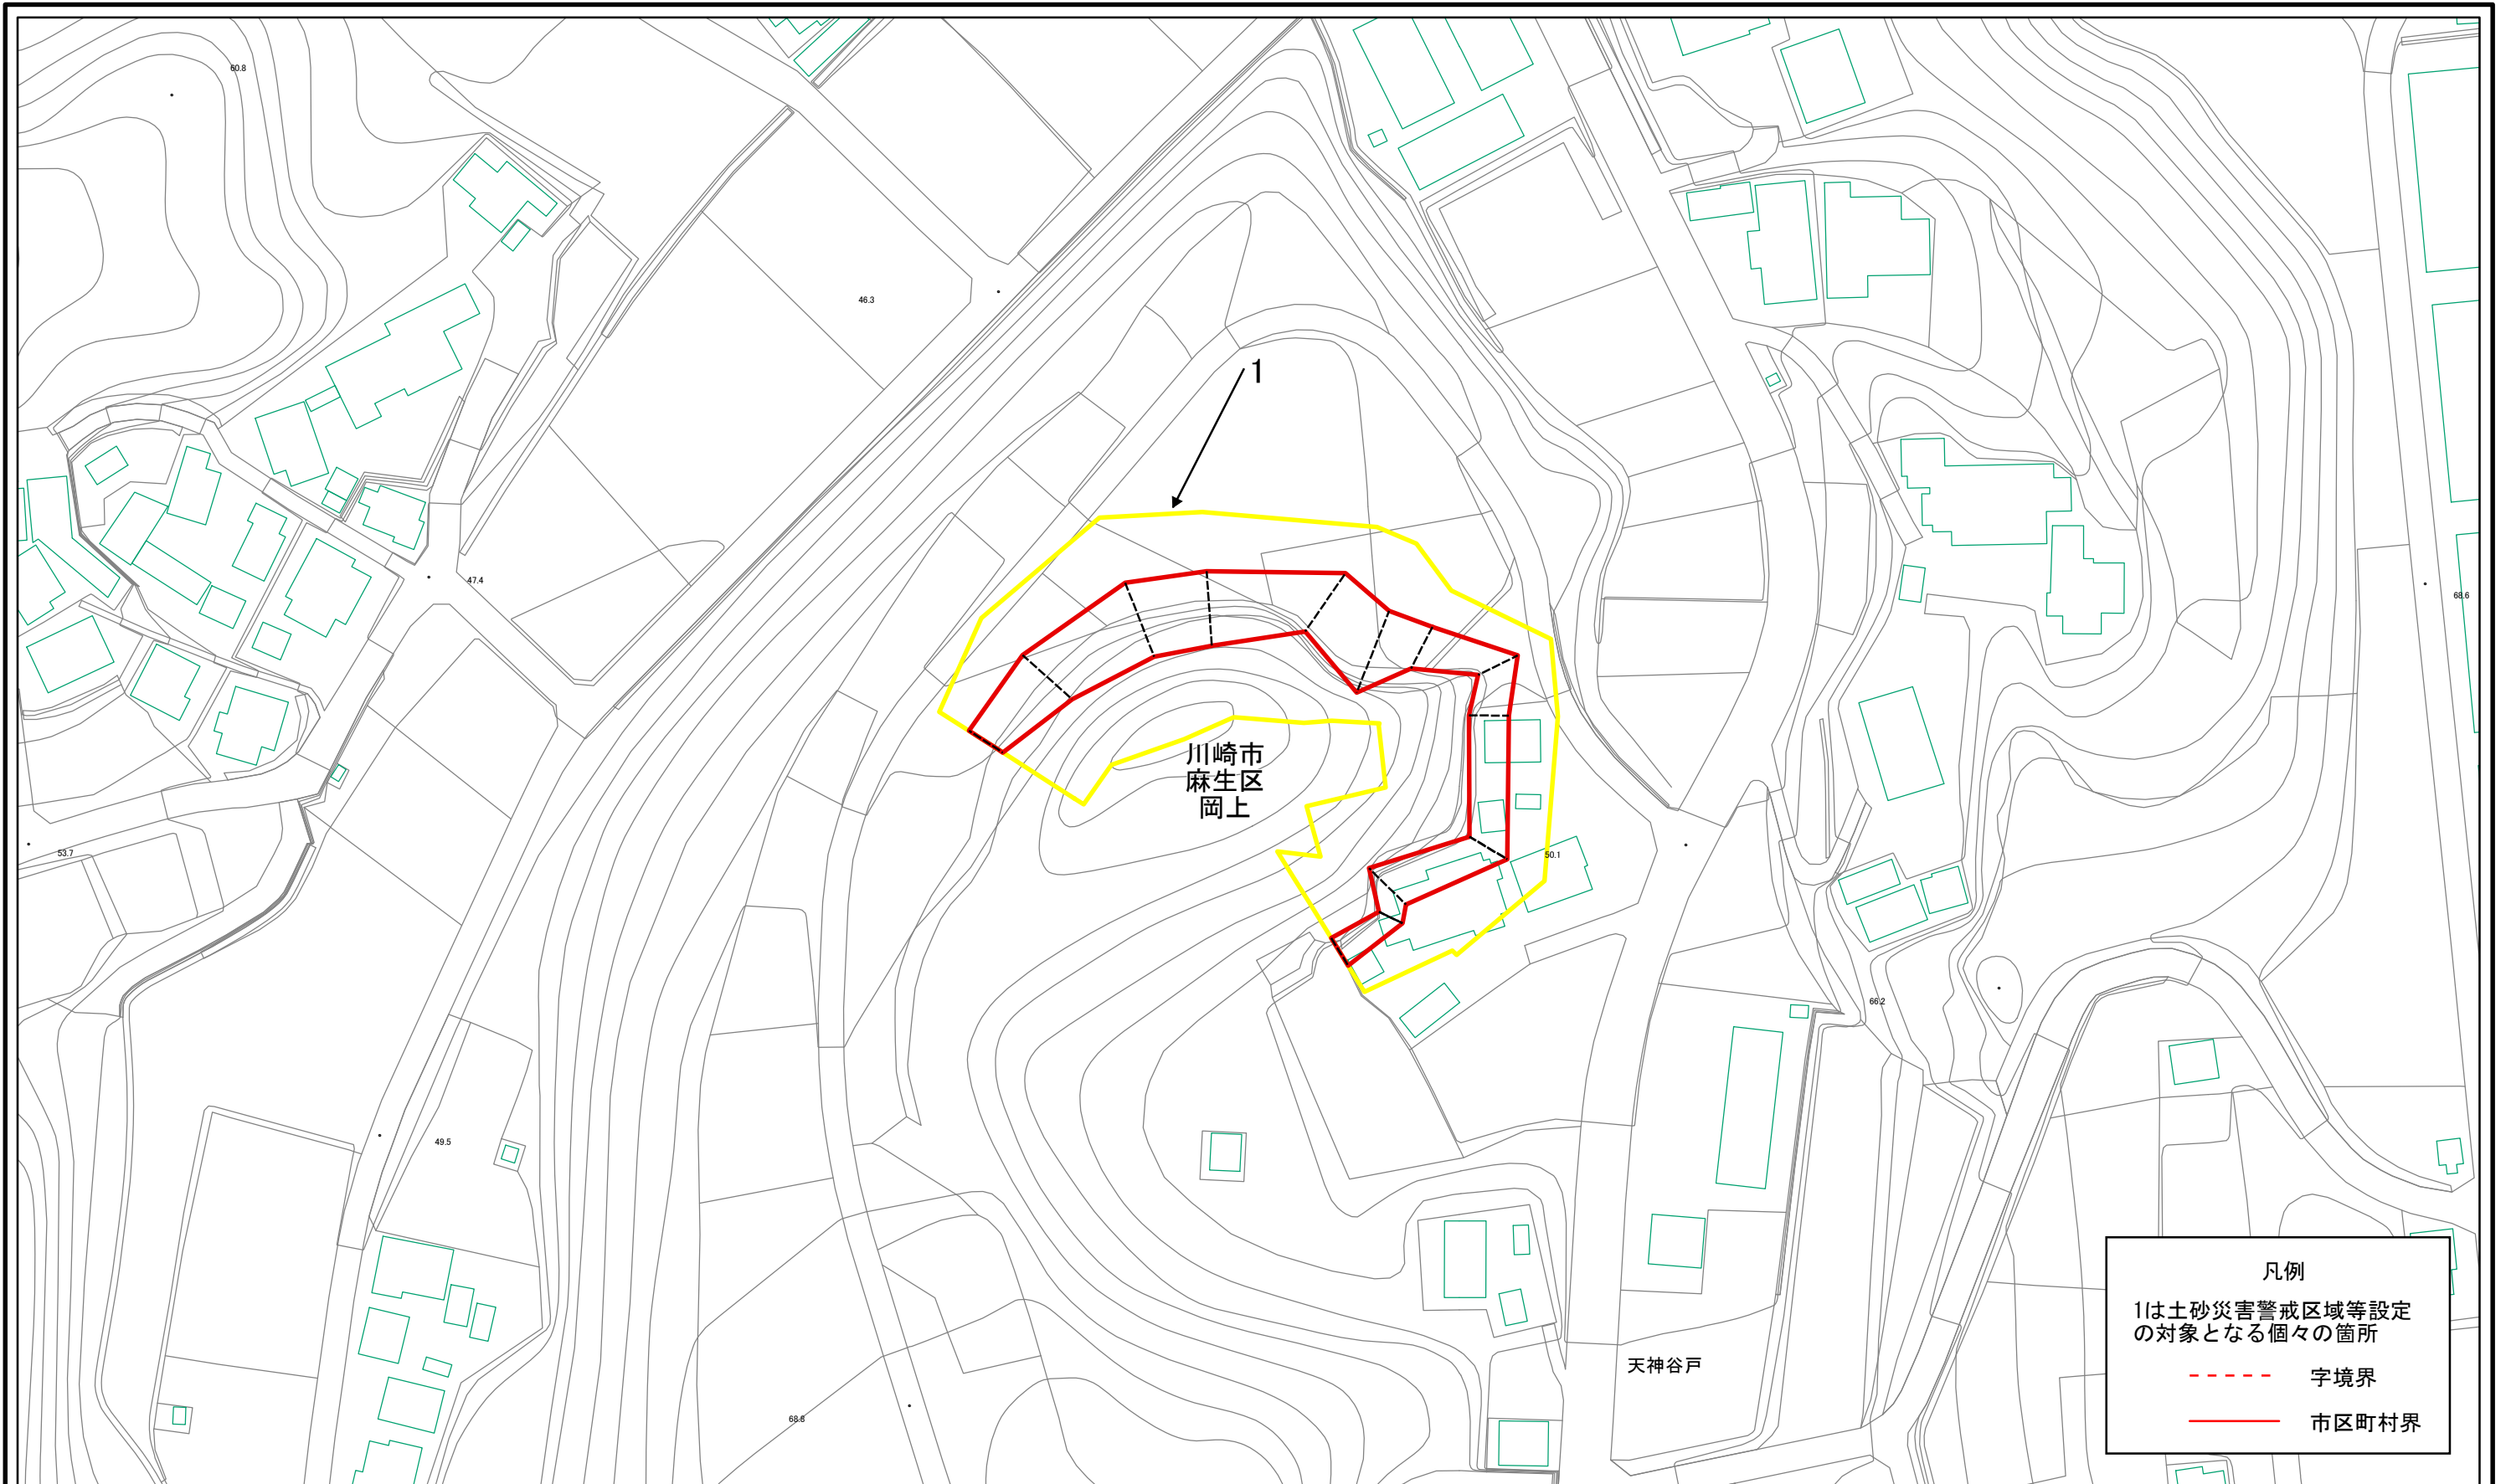 60.8
46.3
1
47.4
68.6
川崎市
麻生区
岡上
53.7
50.1
66.2
49.5
天神谷戸
68.8
凡例
1は土砂災害警戒区域等設定
の対象となる個々の箇所
字境界
市区町村界